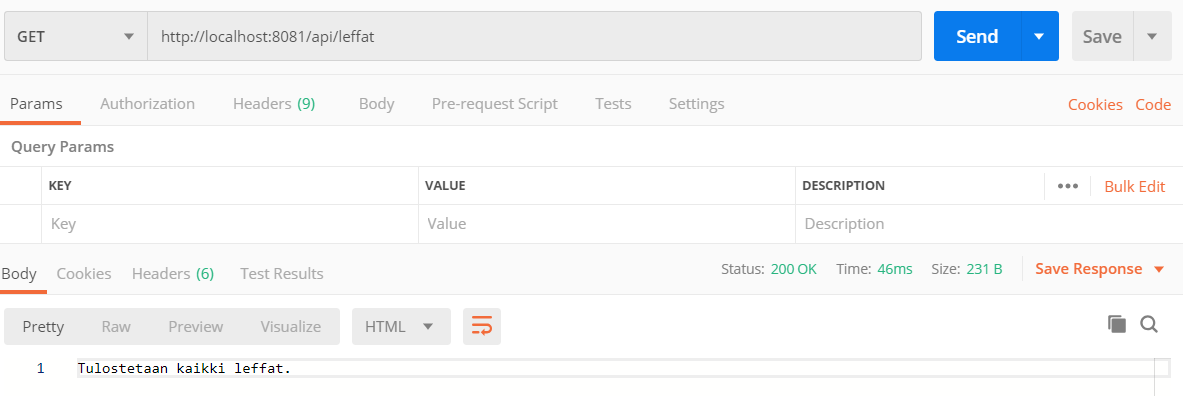 GET http://localhost:8081/api/leffat Send Save
Params Authorization Headers (9) Body Pre-request Script Tests Settings Cookies Code
Query Params
KEY VALUE DESCRIPTION ••• Bulk Edit
Key Value Description
Body Cookies Headers (6) Test Results Status: 200 OK Time: 46ms Size: 231 B Save Response
Pretty Raw Preview Visualize HTML
1 Tulostetaan kaikki leffat.